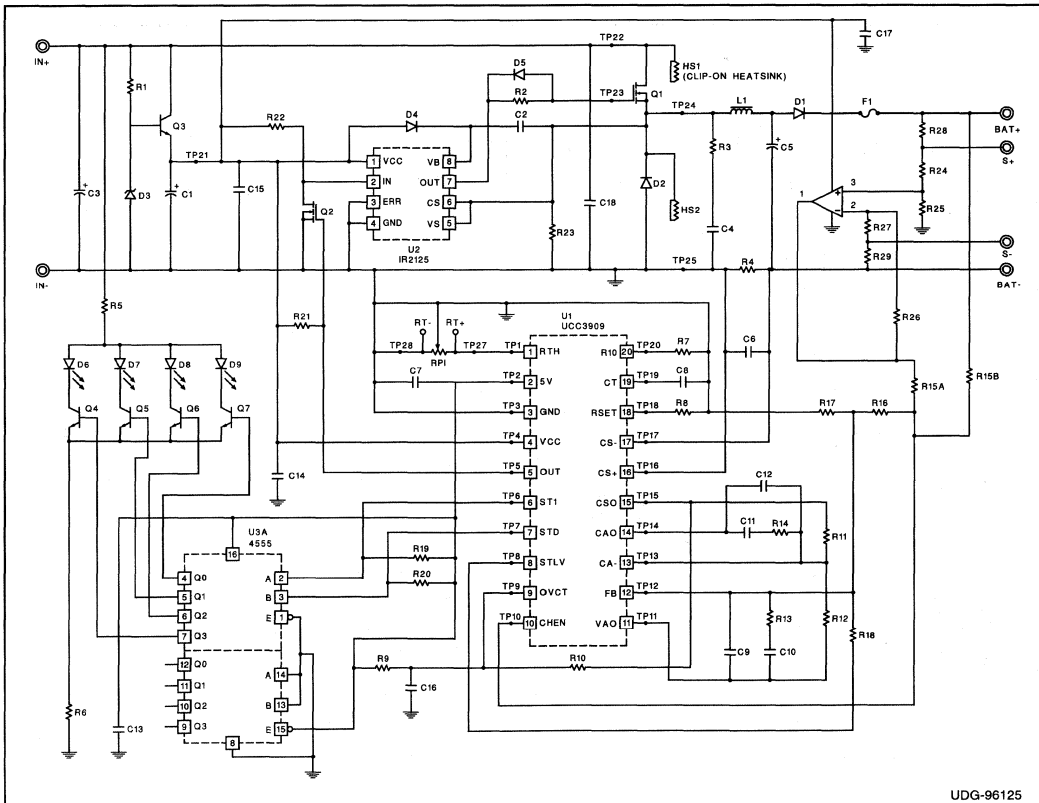 C17
IN+
TP22
HS1
(CLIP-ON HEATSINK)
D5
R1
R2
TP23
Q1
Q3
R22
D4
C2
TP24
L1
D1
F1
BAT+
R28
S+
TP21
1 VCC
VB 8
2 IN
OUT 7
3 ERR
CS 6
4 GND
VS 5
U2
IR2125
C3
D3
C1
C15
Q2
C18
R3
C5
D2
HS2
R23
C4
R24
R25
1
3
2
R27
R29
S-
BAT-
IN-
TP25
R4
R5
R21
R26
C6
R15A
R15B
U1
UCC3909
RT-
RT+
TP28
RPI
TP27
TP1
1 RTH
R10 20
TP20
R7
C7
TP2
2 5V
CT 19
TP19
C8
TP3
3 GND
RSET 18
TP18
R8
R17
R16
TP4
4 VCC
CS- 17
TP17
TP5
5 OUT
CS+ 16
TP16
TP6
6 ST1
CSO 15
TP15
TP7
7 STD
CAO 14
TP14
TP8
8 STLV
CA- 13
TP13
TP9
9 OVCT
FB 12
TP12
TP10
10 CHEN
VAO 11
TP11
C12
C11
R14
R11
R12
R13
C9
C10
R18
D6
D7
D8
D9
Q4
Q5
Q6
Q7
C14
U3A
4555
16
4 Q0
A 2
5 Q1
B 3
6 Q2
E 1
7 Q3
12 Q0
A 14
11 Q1
B 13
10 Q2
E 15
9 Q3
8
R19
R20
R9
R10
C16
R6
C13
UDG-96125